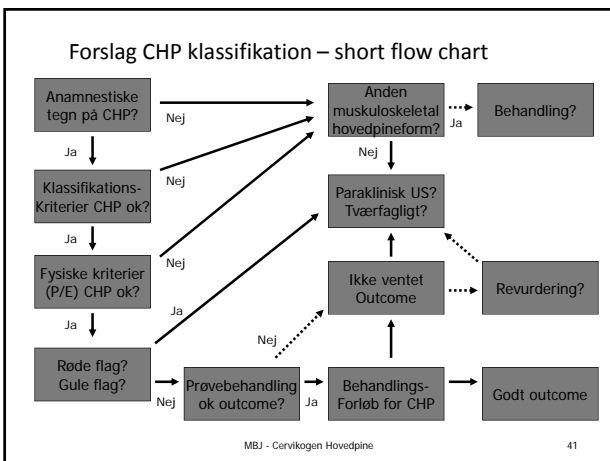 Forslag CHP klassifikation – short flow chart
Anamnestiske
tegn på CHP?
Nej
Anden
muskuloskeletal
hovedpineform?
Ja
Behandling?
Ja
Nej
Klassifikations-
Kriterier CHP ok?
Nej
Paraklinisk US?
Tværfagligt?
Ja
Fysiske kriterier
(P/E) CHP ok?
Nej
Ja
Ikke ventet
Outcome
Revurdering?
Ja
Nej
Røde flag?
Gule flag?
Nej
Prøvebehandling
ok outcome?
Ja
Behandlings-
Forløb for CHP
Godt outcome
MBJ - Cervikogen Hovedpine
41